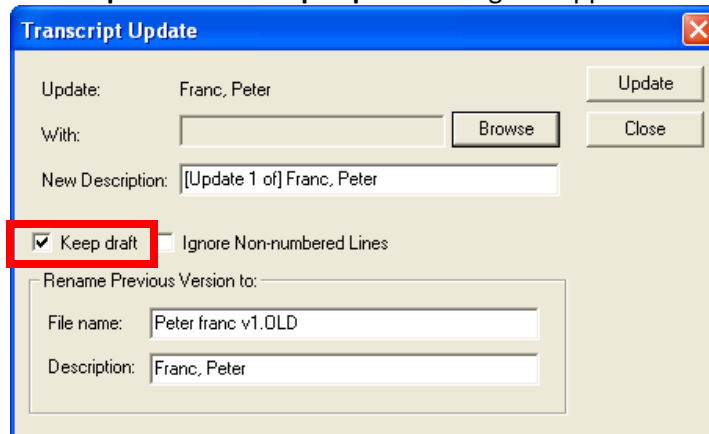 Transcript Update
Update: Franc, Peter
Update
With:
Browse
Close
New Description: [Update 1 of] Franc, Peter
Keep draft Ignore Non-numbered Lines
Rename Previous Version to:
File name: Peter franc v1.OLD
Description: Franc, Peter